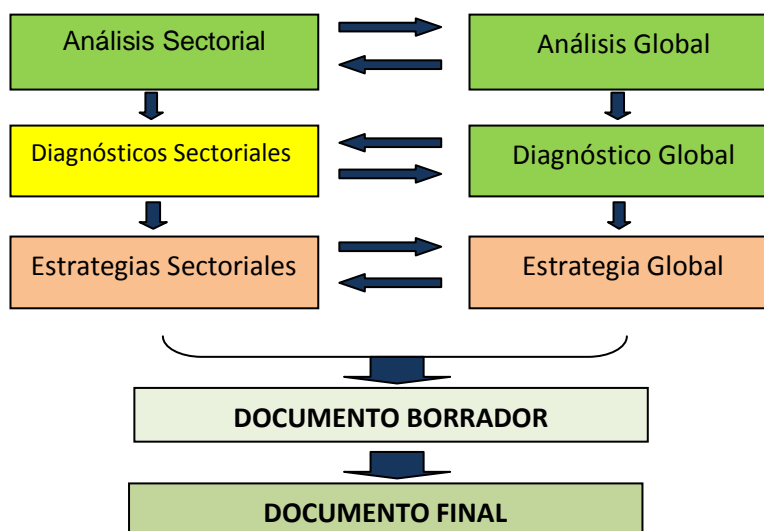 Análisis Sectorial
Análisis Global
Diagnósticos Sectoriales
Diagnóstico Global
Estrategias Sectoriales
Estrategia Global
DOCUMENTO BORRADOR
DOCUMENTO FINAL